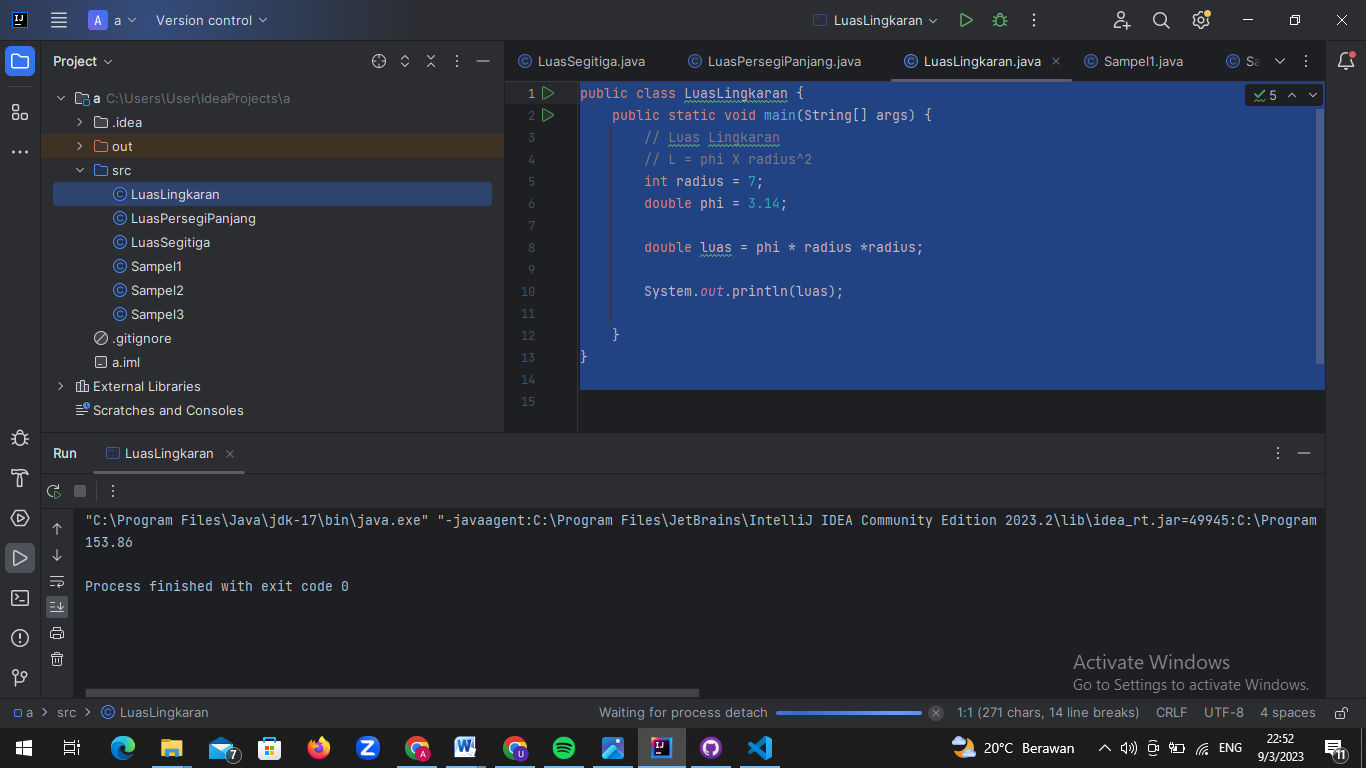 a
Version control
LuasLingkaran
Project
LuasSegitiga.java
LuasPersegiPanjang.java
LuasLingkaran.java
Sampel1.java
Sa
a C:\Users\User\IdeaProjects\a
.idea
out
src
LuasLingkaran
LuasPersegiPanjang
LuasSegitiga
Sampel1
Sampel2
Sampel3
.gitignore
a.iml
External Libraries
Scratches and Consoles
5
1 public class LuasLingkaran {
2 public static void main(String[] args) {
3 // Luas Lingkaran
4 // L = phi X radius^2
5 int radius = 7;
6 double phi = 3.14;
7
8 double luas = phi * radius *radius;
9
10 System.out.println(luas);
11
12 }
13 }
14
15
Run
LuasLingkaran
"C:\Program Files\Java\jdk-17\bin\java.exe" "-javaagent:C:\Program Files\JetBrains\IntelliJ IDEA Community Edition 2023.2\lib\idea_rt.jar=49945:C:\Program
153.86
Process finished with exit code 0
Activate Windows
Go to Settings to activate Windows.
a > src > LuasLingkaran
Waiting for process detach
1:1 (271 chars, 14 line breaks)
CRLF
UTF-8
4 spaces
7
20°C Berawan
ENG
22:52
9/3/2023
11